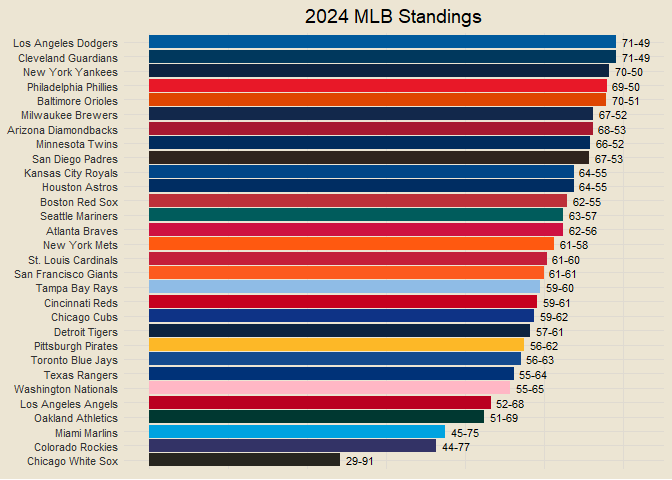 2024 MLB Standings
Los Angeles Dodgers 71-49
Cleveland Guardians 71-49
New York Yankees 70-50
Philadelphia Phillies 69-50
Baltimore Orioles 70-51
Milwaukee Brewers 67-52
Arizona Diamondbacks 68-53
Minnesota Twins 66-52
San Diego Padres 67-53
Kansas City Royals 64-55
Houston Astros 64-55
Boston Red Sox 62-55
Seattle Mariners 63-57
Atlanta Braves 62-56
New York Mets 61-58
St. Louis Cardinals 61-60
San Francisco Giants 61-61
Tampa Bay Rays 59-60
Cincinnati Reds 59-61
Chicago Cubs 59-62
Detroit Tigers 57-61
Pittsburgh Pirates 56-62
Toronto Blue Jays 56-63
Texas Rangers 55-64
Washington Nationals 55-65
Los Angeles Angels 52-68
Oakland Athletics 51-69
Miami Marlins 45-75
Colorado Rockies 44-77
Chicago White Sox 29-91